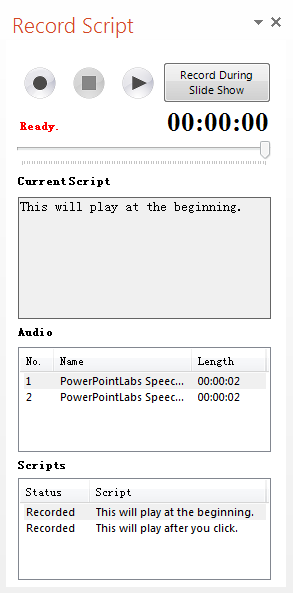 Record Script
Record During
Slide Show
Ready.
00:00:00
Current Script
This will play at the beginning.
Audio
No. Name Length
1 PowerPointLabs Speec... 00:00:02
2 PowerPointLabs Speec... 00:00:02
Scripts
Status Script
Recorded This will play at the beginning.
Recorded This will play after you click.